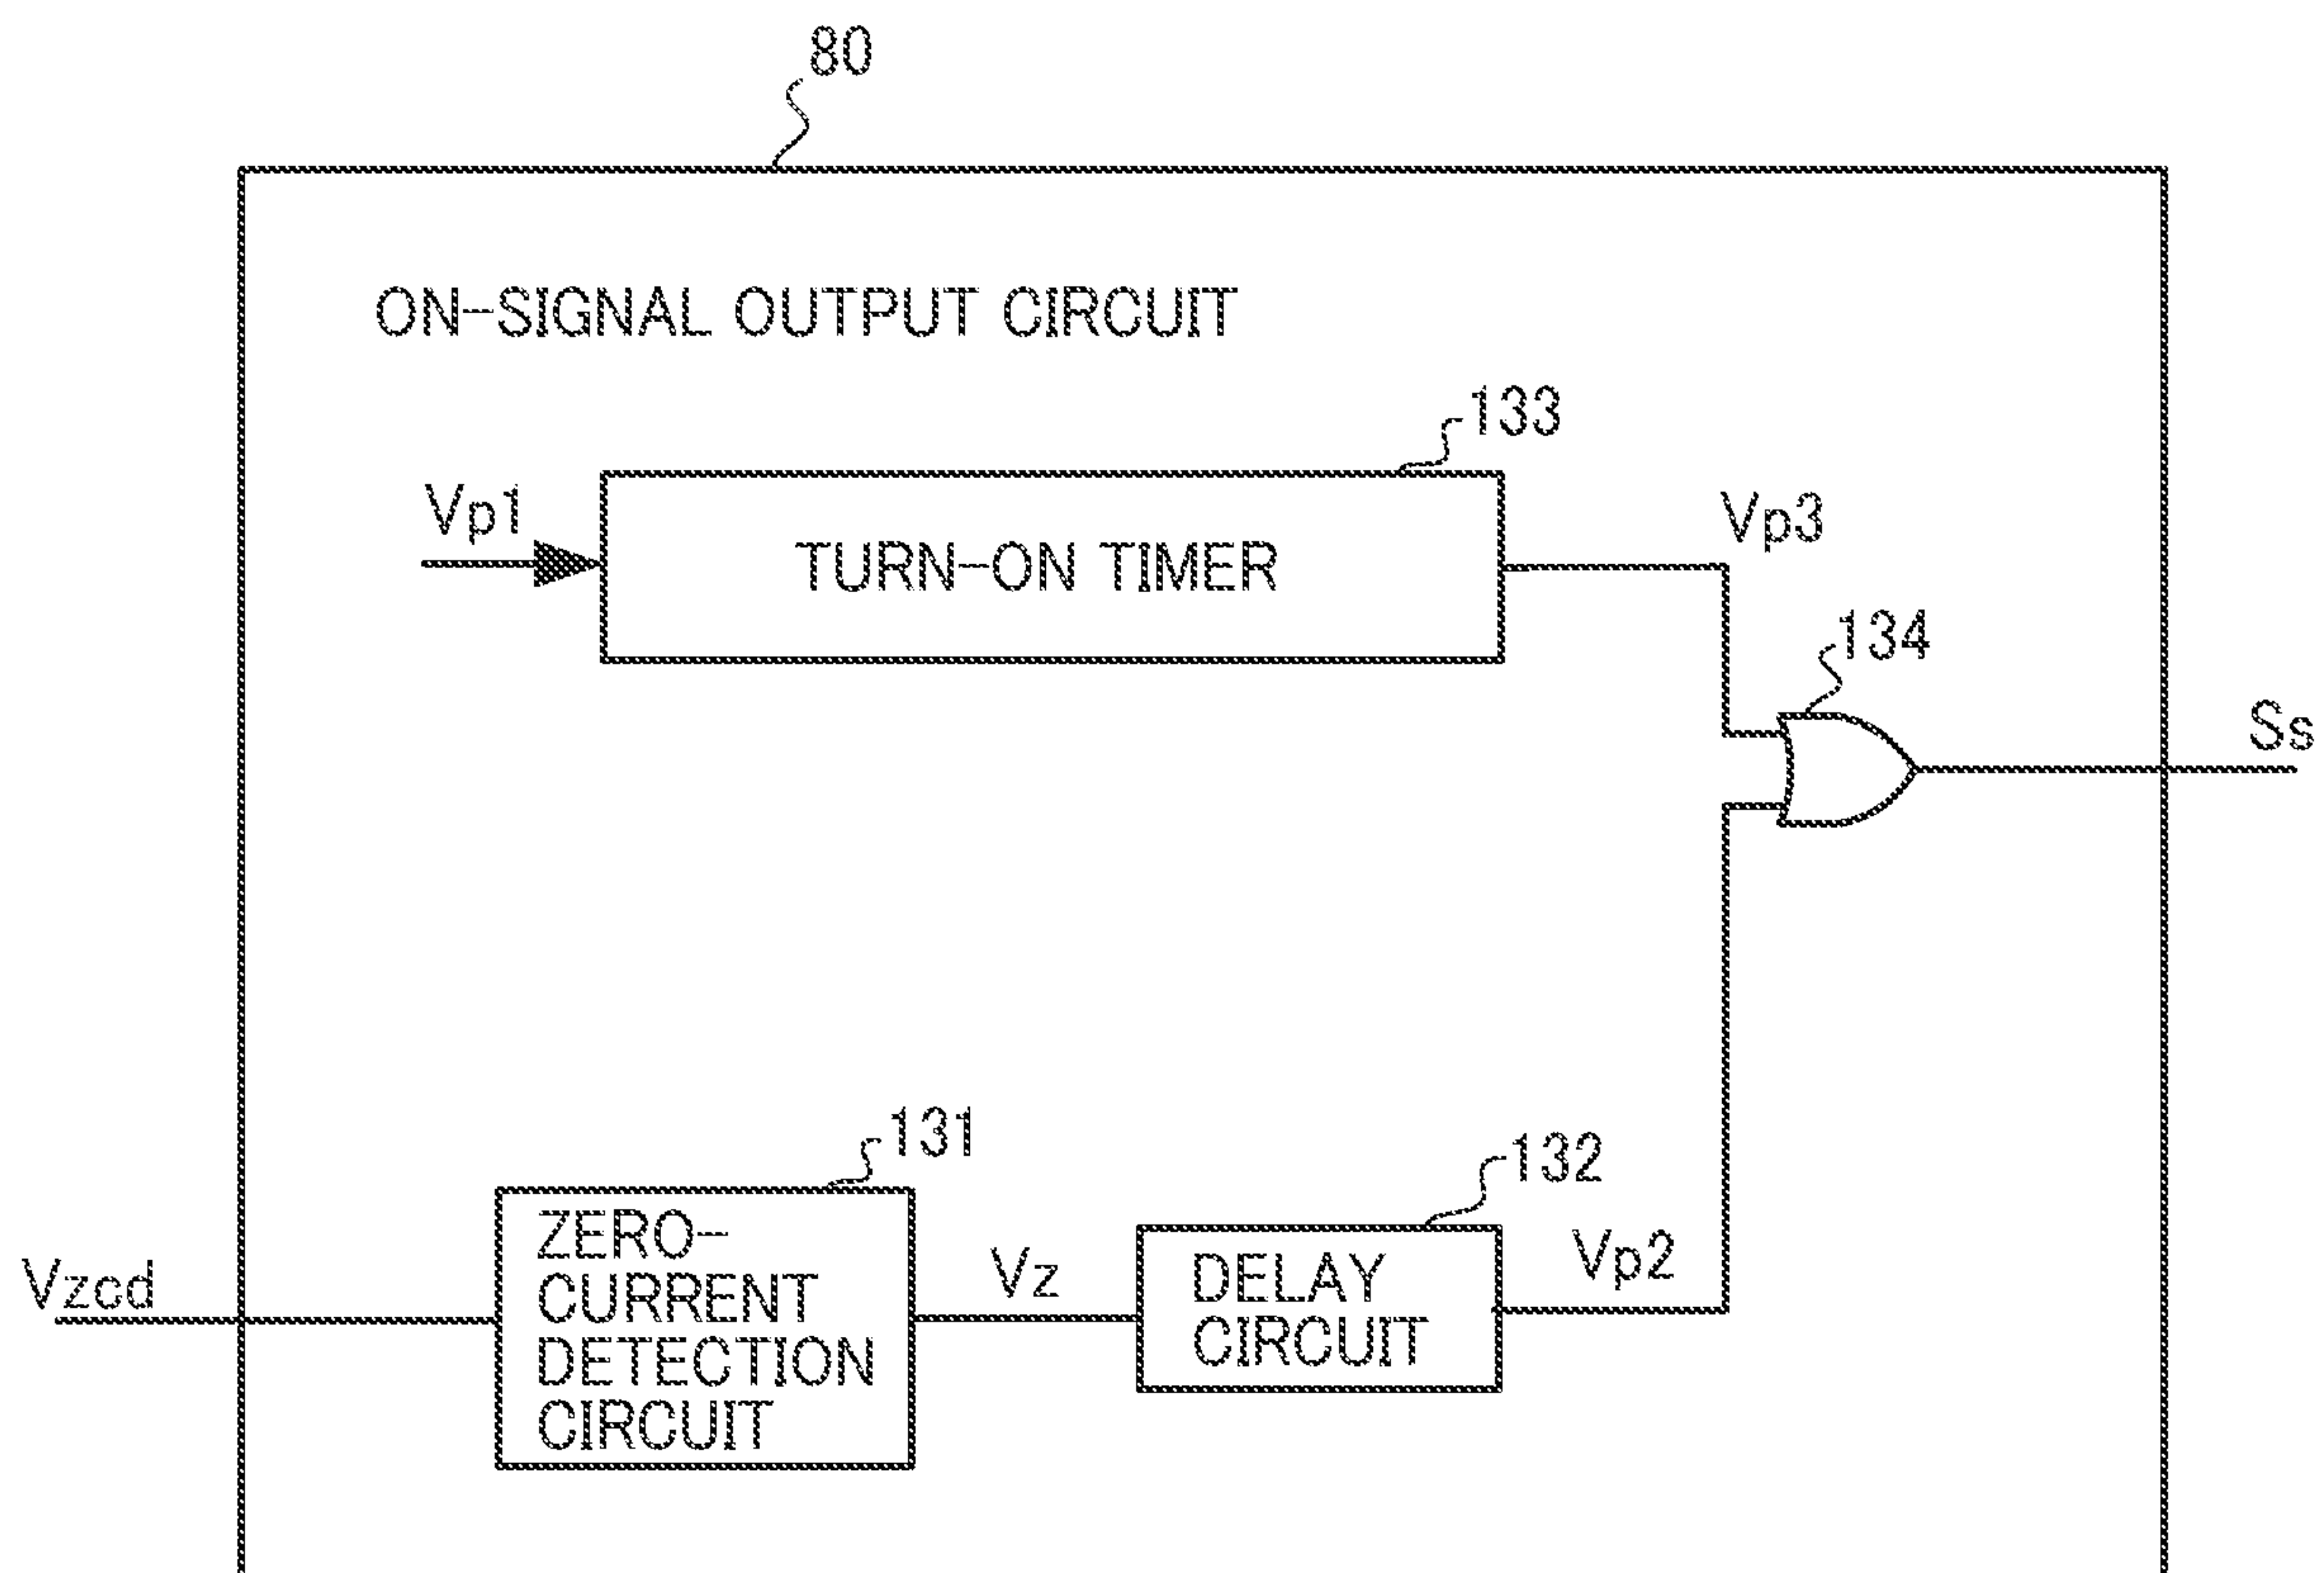 80
ON-SIGNAL OUTPUT CIRCUIT
133
Vp1
TURN-ON TIMER
Vp3
134
Ss
131
132
Vzcd
ZERO-
CURRENT
DETECTION
CIRCUIT
Vz
DELAY
CIRCUIT
Vp2